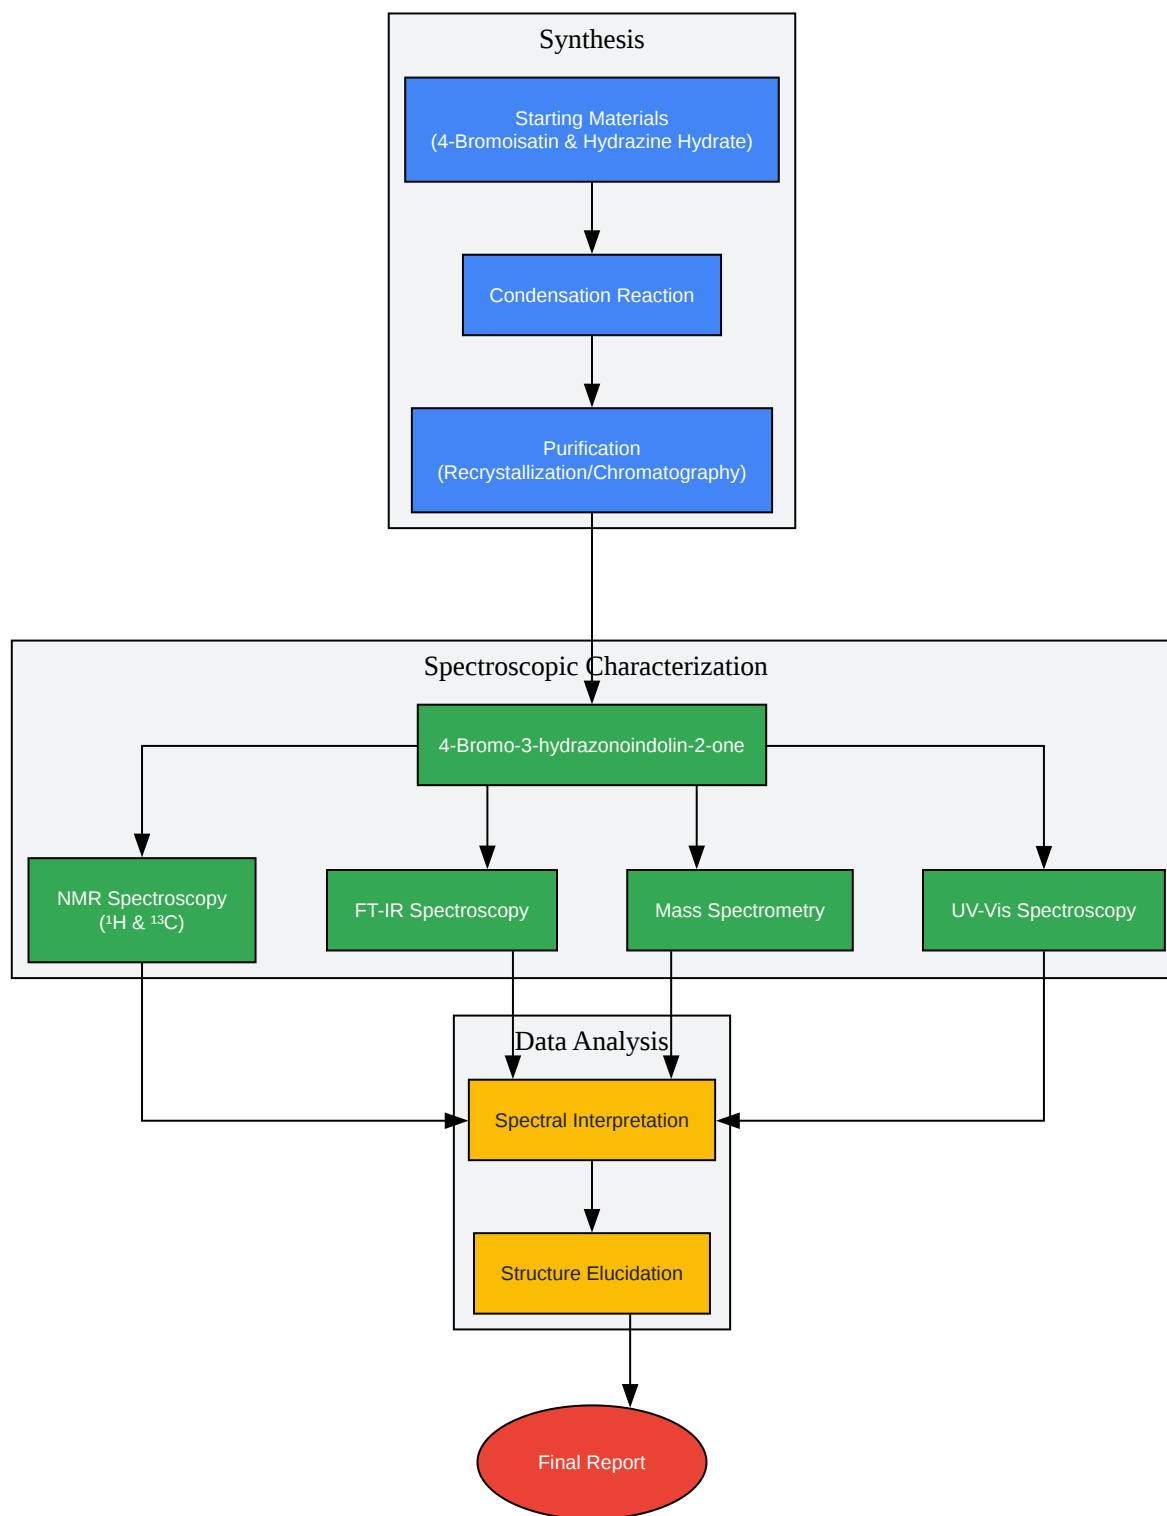 Synthesis
Starting Materials
(4-Bromoisatin & Hydrazine Hydrate)
Condensation Reaction
Purification
(Recrystallization/Chromatography)
Spectroscopic Characterization
4-Bromo-3-hydrazonoindolin-2-one
NMR Spectroscopy
(¹H & ¹³C)
FT-IR Spectroscopy
Mass Spectrometry
UV-Vis Spectroscopy
Data Analysis
Spectral Interpretation
Structure Elucidation
Final Report